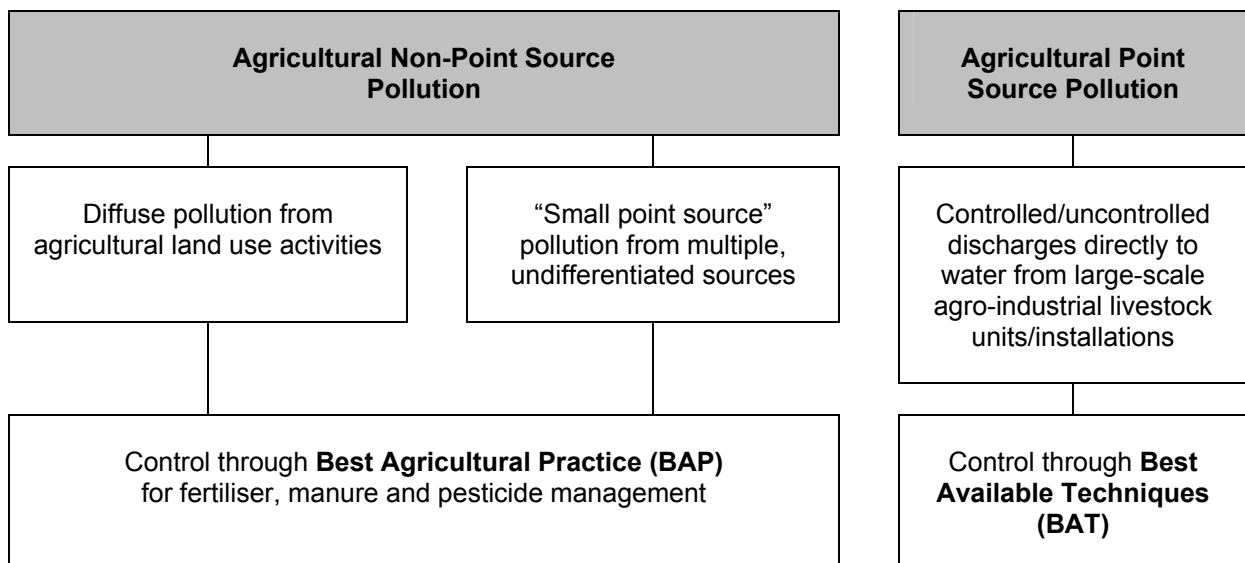 Agricultural Non-Point Source
Pollution
Agricultural Point
Source Pollution
Diffuse pollution from
agricultural land use activities
“Small point source”
pollution from multiple,
undifferentiated sources
Controlled/uncontrolled
discharges directly to
water from large-scale
agro-industrial livestock
units/installations
Control through Best Agricultural Practice (BAP)
for fertiliser, manure and pesticide management
Control through Best
Available Techniques
(BAT)